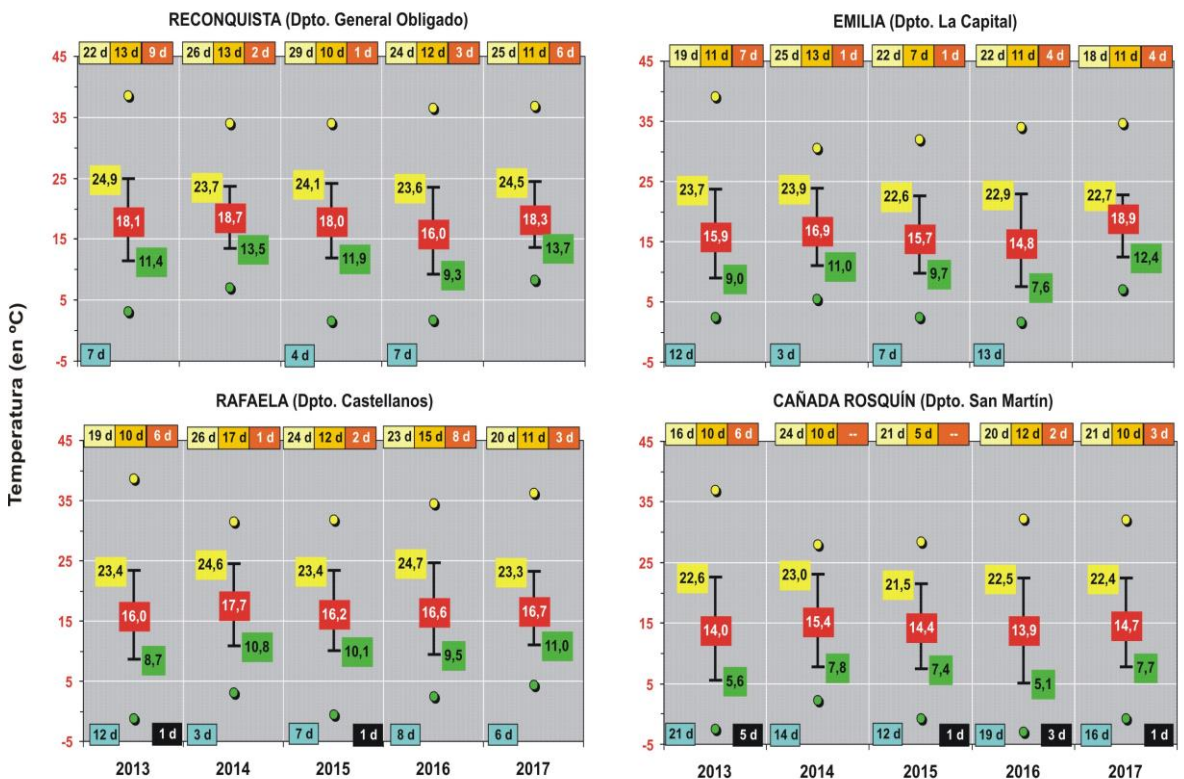 RECONQUISTA (Dpto. General Obligado)
22 d 13 d 9 d 26 d 13 d 2 d 29 d 10 d 1 d 24 d 12 d 3 d 25 d 11 d 6 d
45
35
25
15
5
-5
24,9 23,7 24,1 23,6 24,5
18,1 18,7 18,0 16,0 18,3
11,4 13,5 11,9 9,3 13,7
7 d 4 d 7 d
EMILIA (Dpto. La Capital)
19 d 11 d 7 d 25 d 13 d 1 d 22 d 7 d 1 d 22 d 11 d 4 d 18 d 11 d 4 d
45
35
25
15
5
-5
23,7 23,9 22,6 22,9 22,7
15,9 16,9 15,7 14,8 18,9
9,0 11,0 9,7 7,6 12,4
12 d 3 d 7 d 13 d
Temperatura (en ºC)
RAFAELA (Dpto. Castellanos)
19 d 10 d 6 d 26 d 17 d 1 d 24 d 12 d 2 d 23 d 15 d 8 d 20 d 11 d 3 d
45
35
25
15
5
-5
23,4 24,6 23,4 24,7 23,3
16,0 17,7 16,2 16,6 16,7
8,7 10,8 10,1 9,5 11,0
12 d 1 d 3 d 7 d 1 d 8 d 6 d
2013 2014 2015 2016 2017
CAÑADA ROSQUÍN (Dpto. San Martín)
16 d 10 d 6 d 24 d 10 d -- 21 d 5 d -- 20 d 12 d 2 d 21 d 10 d 3 d
45
35
25
15
5
-5
22,6 23,0 21,5 22,5 22,4
14,0 15,4 14,4 13,9 14,7
5,6 7,8 7,4 5,1 7,7
21 d 5 d 14 d 12 d 1 d 19 d 3 d 16 d 1 d
2013 2014 2015 2016 2017